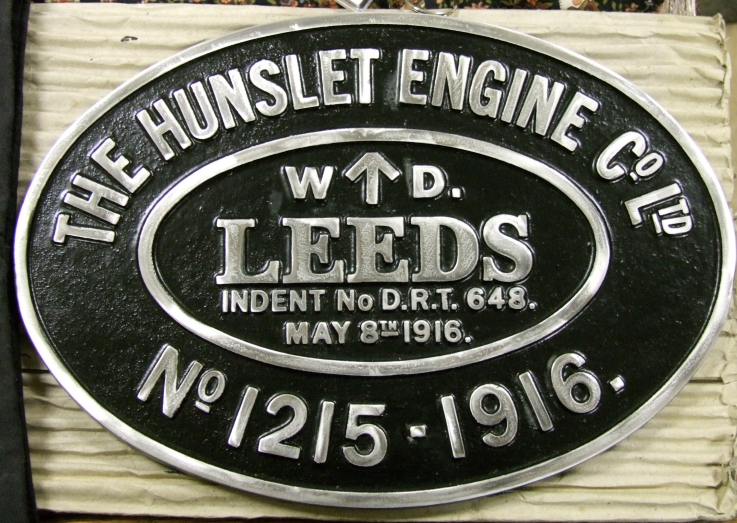 THE HUNSLET ENGINE Co. LTD
W ↑ D.
LEEDS
INDENT No D.R.T. 648.
MAY 8TH 1916.
No 1215 · 1916.